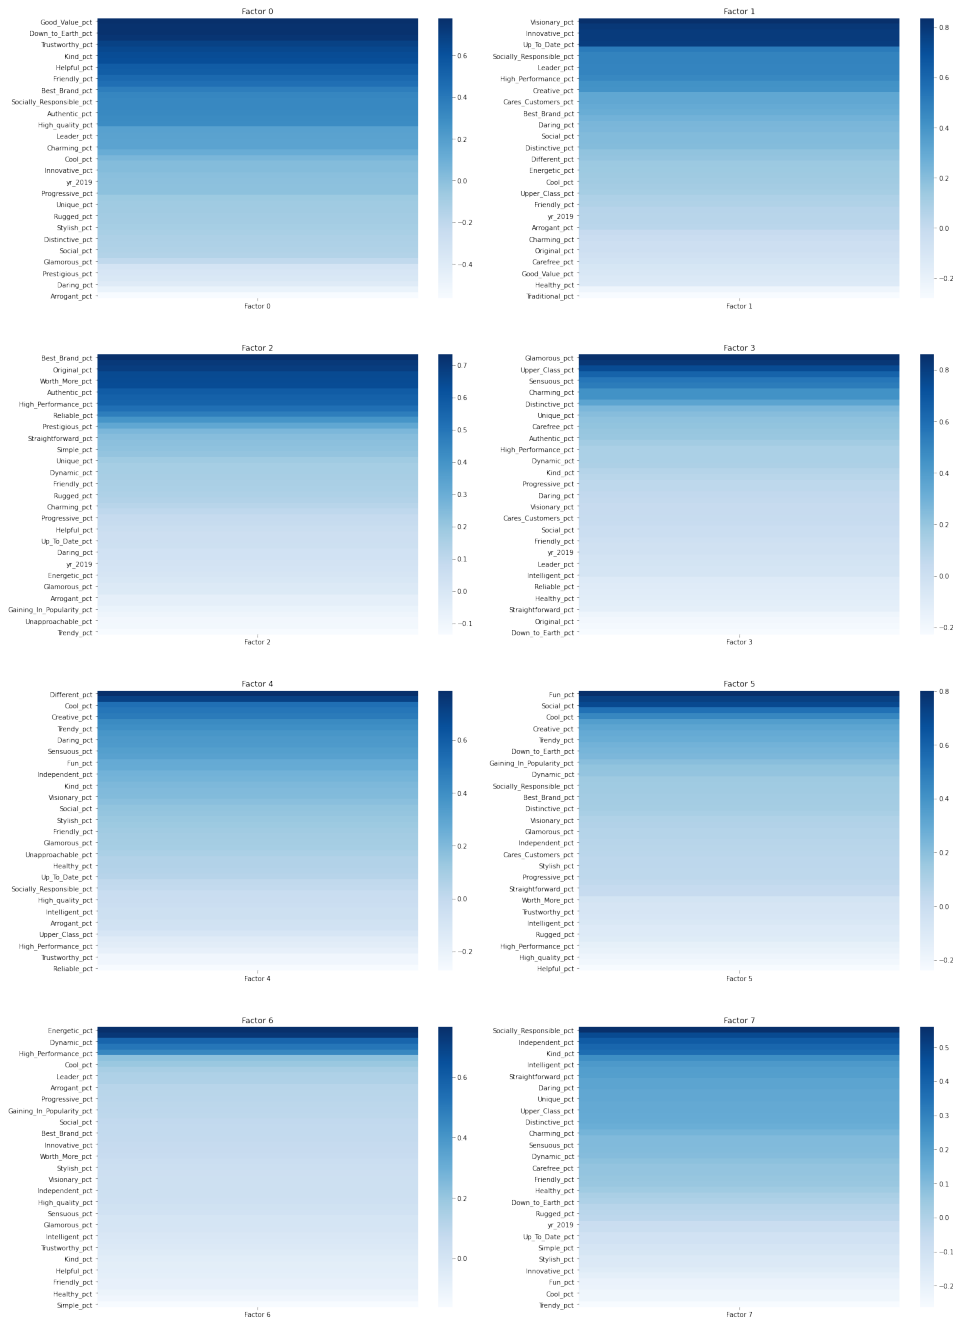 Factor 0
Good_Value_pct
Down_to_Earth_pct
Trustworthy_pct
Kind_pct
Helpful_pct
Friendly_pct
Best_Brand_pct
Socially_Responsible_pct
Authentic_pct
High_quality_pct
Leader_pct
Charming_pct
Cool_pct
Innovative_pct
yr_2019
Progressive_pct
Unique_pct
Rugged_pct
Stylish_pct
Distinctive_pct
Social_pct
Glamorous_pct
Prestigious_pct
Daring_pct
Arrogant_pct
0.6
0.4
0.2
0.0
−0.2
−0.4
Factor 0
Factor 1
Visionary_pct
Innovative_pct
Up_To_Date_pct
Socially_Responsible_pct
Leader_pct
High_Performance_pct
Creative_pct
Cares_Customers_pct
Best_Brand_pct
Daring_pct
Social_pct
Distinctive_pct
Different_pct
Energetic_pct
Cool_pct
Upper_Class_pct
Friendly_pct
yr_2019
Arrogant_pct
Charming_pct
Original_pct
Carefree_pct
Good_Value_pct
Healthy_pct
Traditional_pct
0.8
0.6
0.4
0.2
0.0
−0.2
Factor 1
Factor 2
Best_Brand_pct
Original_pct
Worth_More_pct
Authentic_pct
High_Performance_pct
Reliable_pct
Prestigious_pct
Straightforward_pct
Simple_pct
Unique_pct
Dynamic_pct
Friendly_pct
Rugged_pct
Charming_pct
Progressive_pct
Helpful_pct
Up_To_Date_pct
Daring_pct
yr_2019
Energetic_pct
Glamorous_pct
Arrogant_pct
Gaining_In_Popularity_pct
Unapproachable_pct
Trendy_pct
0.7
0.6
0.5
0.4
0.3
0.2
0.1
0.0
−0.1
Factor 2
Factor 3
Glamorous_pct
Upper_Class_pct
Sensuous_pct
Charming_pct
Distinctive_pct
Unique_pct
Carefree_pct
Authentic_pct
High_Performance_pct
Dynamic_pct
Kind_pct
Progressive_pct
Daring_pct
Visionary_pct
Cares_Customers_pct
Social_pct
Friendly_pct
yr_2019
Leader_pct
Intelligent_pct
Reliable_pct
Healthy_pct
Straightforward_pct
Original_pct
Down_to_Earth_pct
0.8
0.6
0.4
0.2
0.0
−0.2
Factor 3
Factor 4
Different_pct
Cool_pct
Creative_pct
Trendy_pct
Daring_pct
Sensuous_pct
Fun_pct
Independent_pct
Kind_pct
Visionary_pct
Social_pct
Stylish_pct
Friendly_pct
Glamorous_pct
Unapproachable_pct
Healthy_pct
Up_To_Date_pct
Socially_Responsible_pct
High_quality_pct
Intelligent_pct
Arrogant_pct
Upper_Class_pct
High_Performance_pct
Trustworthy_pct
Reliable_pct
0.6
0.4
0.2
0.0
−0.2
Factor 4
Factor 5
Fun_pct
Social_pct
Cool_pct
Creative_pct
Trendy_pct
Down_to_Earth_pct
Gaining_In_Popularity_pct
Dynamic_pct
Socially_Responsible_pct
Best_Brand_pct
Distinctive_pct
Visionary_pct
Glamorous_pct
Independent_pct
Cares_Customers_pct
Stylish_pct
Progressive_pct
Straightforward_pct
Worth_More_pct
Trustworthy_pct
Intelligent_pct
Rugged_pct
High_Performance_pct
High_quality_pct
Helpful_pct
0.8
0.6
0.4
0.2
0.0
−0.2
Factor 5
Factor 6
Energetic_pct
Dynamic_pct
High_Performance_pct
Cool_pct
Leader_pct
Arrogant_pct
Progressive_pct
Gaining_In_Popularity_pct
Social_pct
Best_Brand_pct
Innovative_pct
Worth_More_pct
Stylish_pct
Visionary_pct
Independent_pct
High_quality_pct
Sensuous_pct
Glamorous_pct
Intelligent_pct
Trustworthy_pct
Kind_pct
Helpful_pct
Friendly_pct
Healthy_pct
Simple_pct
0.6
0.4
0.2
0.0
Factor 6
Factor 7
Socially_Responsible_pct
Independent_pct
Kind_pct
Intelligent_pct
Straightforward_pct
Daring_pct
Unique_pct
Upper_Class_pct
Distinctive_pct
Charming_pct
Sensuous_pct
Dynamic_pct
Carefree_pct
Friendly_pct
Healthy_pct
Down_to_Earth_pct
Rugged_pct
yr_2019
Up_To_Date_pct
Simple_pct
Stylish_pct
Innovative_pct
Fun_pct
Cool_pct
Trendy_pct
0.5
0.4
0.3
0.2
0.1
0.0
−0.1
−0.2
Factor 7